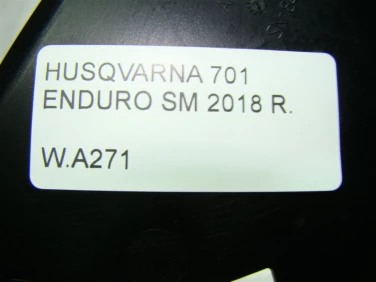 HUSQVARNA 701
ENDURO SM 2018 R.
W.A271